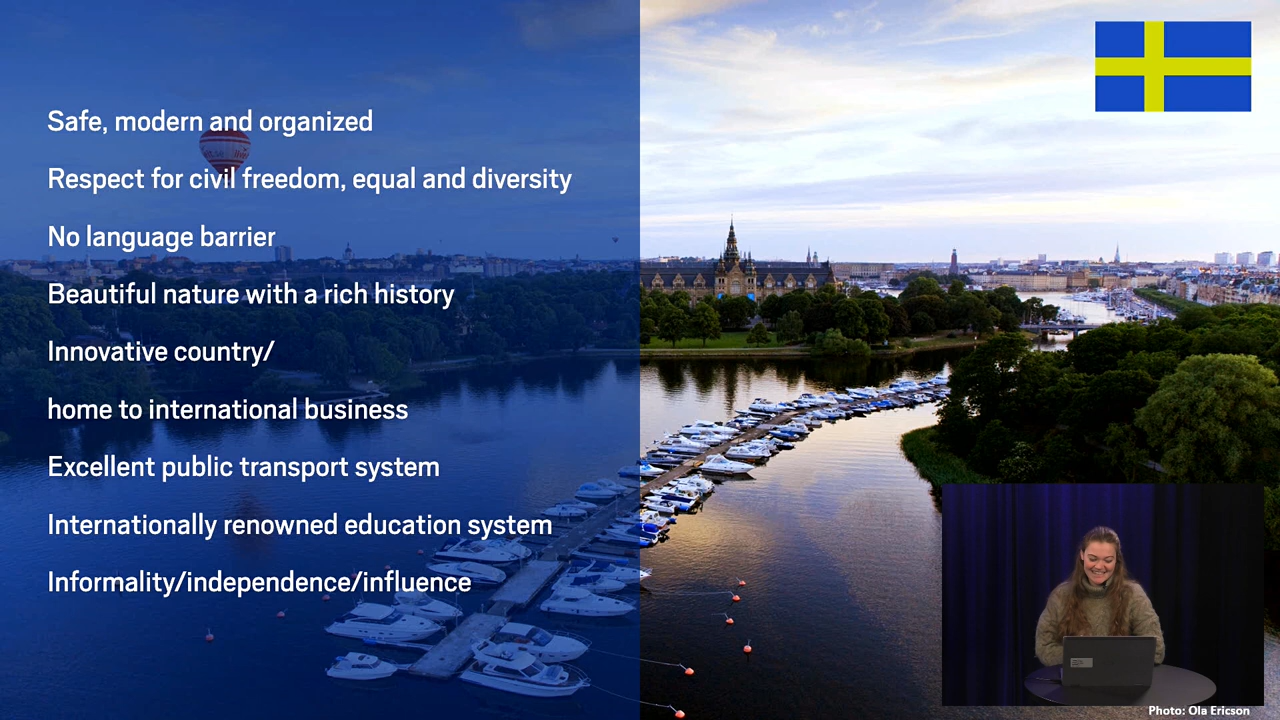 Safe, modern and organized
Respect for civil freedom, equal and diversity
No language barrier
Beautiful nature with a rich history
Innovative country/
home to international business
Excellent public transport system
Internationally renowned education system
Informality/independence/influence
Photo: Ola Ericson